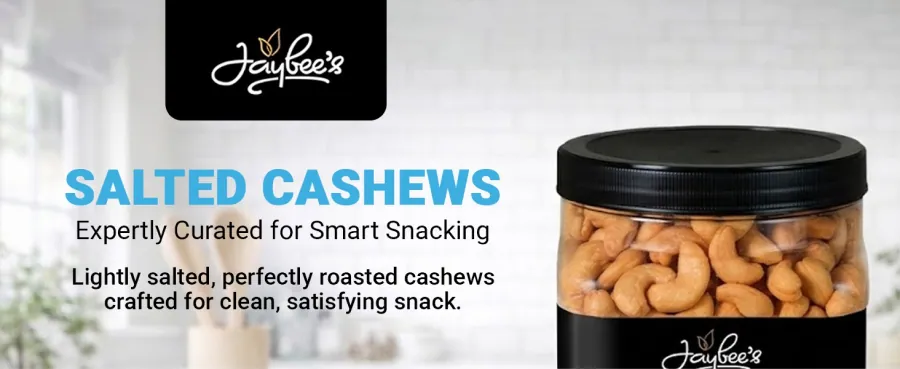 Jaybee's
SALTED CASHEWS
Expertly Curated for Smart Snacking
Lightly salted, perfectly roasted cashews
crafted for clean, satisfying snack.
Jaybee's